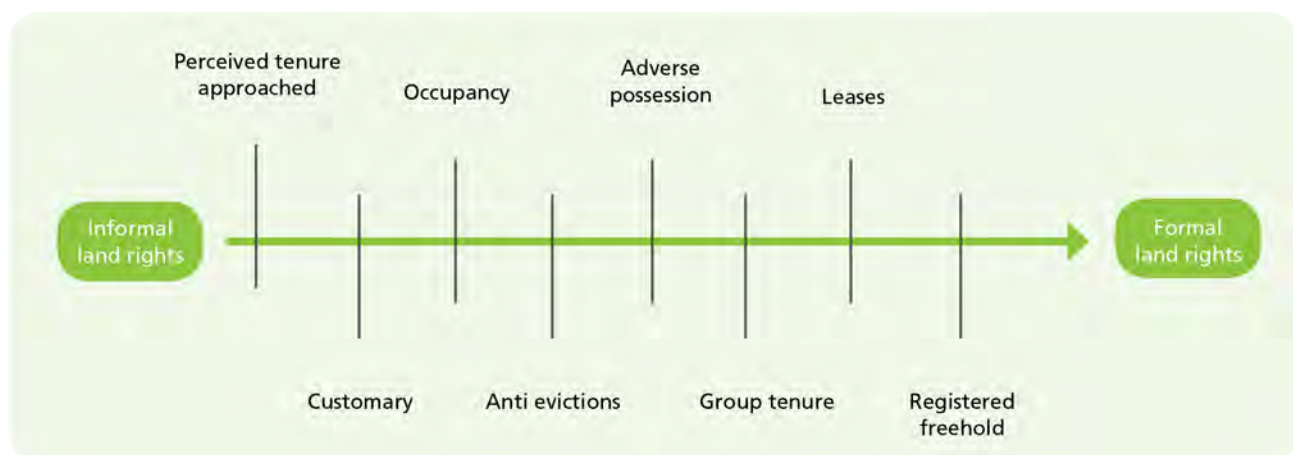 Perceived tenure
approached
Occupancy
Adverse
possession
Leases
Informal
land rights
Formal
land rights
Customary
Anti evictions
Group tenure
Registered
freehold